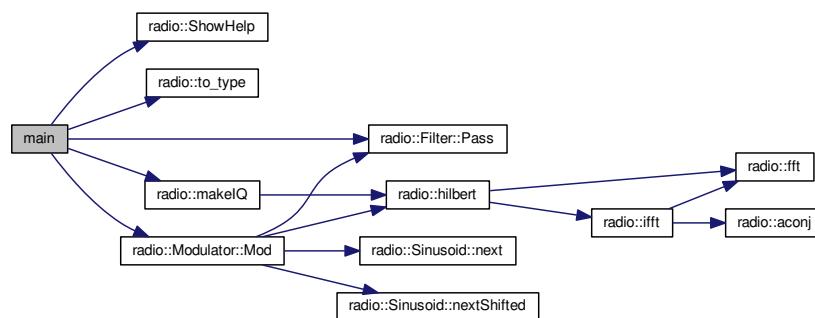 radio::ShowHelp
radio::to_type
main
radio::Filter::Pass
radio::fft
radio::makeIQ
radio::hilbert
radio::ifft
radio::aconj
radio::Modulator::Mod
radio::Sinusoid::next
radio::Sinusoid::nextShifted